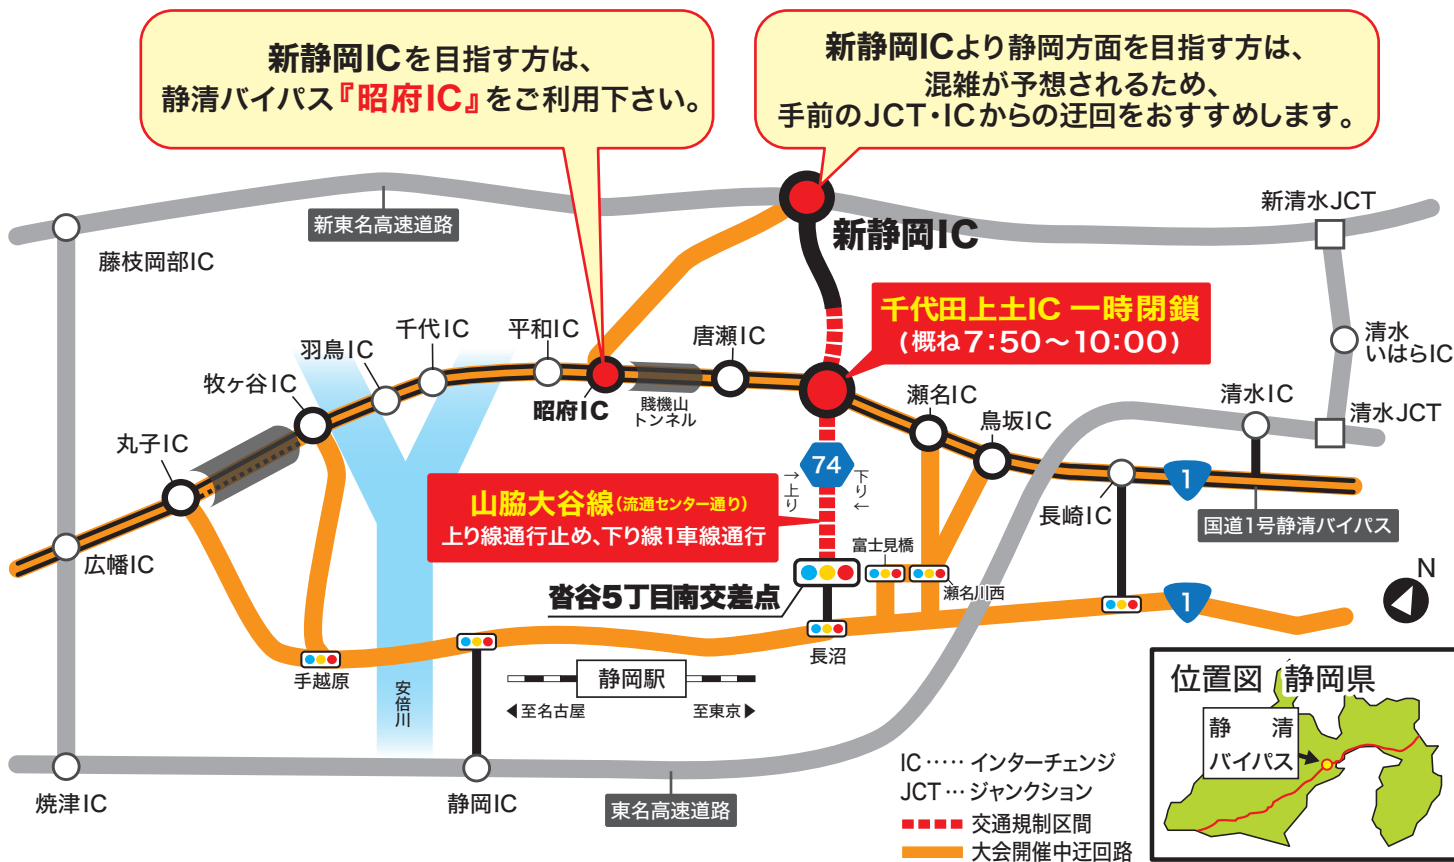 新静岡ICを目指す方は、
静清バイパス『昭府IC』をご利用下さい。
新静岡ICより静岡方面を目指す方は、
混雑が予想されるため、
手前のJCT・ICからの迂回をおすすめします。
新東名高速道路
藤枝岡部IC
新静岡IC
新清水JCT
千代田上土IC 一時閉鎖
(概ね7:50〜10:00)
清水
いはらIC
清水JCT
清水IC
羽鳥IC
千代IC
平和IC
唐瀬IC
牧ヶ谷IC
昭府IC
賤機山
トンネル
瀬名IC
鳥坂IC
丸子IC
74
→上り
下り←
1
長崎IC
国道1号静清バイパス
山脇大谷線(流通センター通り)
上り線通行止め、下り線1車線通行
広幡IC
富士見橋
瀬名川西
沓谷5丁目南交差点
1
N
長沼
手越原
安倍川
静岡駅
◀至名古屋
至東京▶
焼津IC
静岡IC
東名高速道路
IC‥‥‥インターチェンジ
JCT…ジャンクション
交通規制区間
大会開催中迂回路
位置図 静岡県
静 清
バイパス